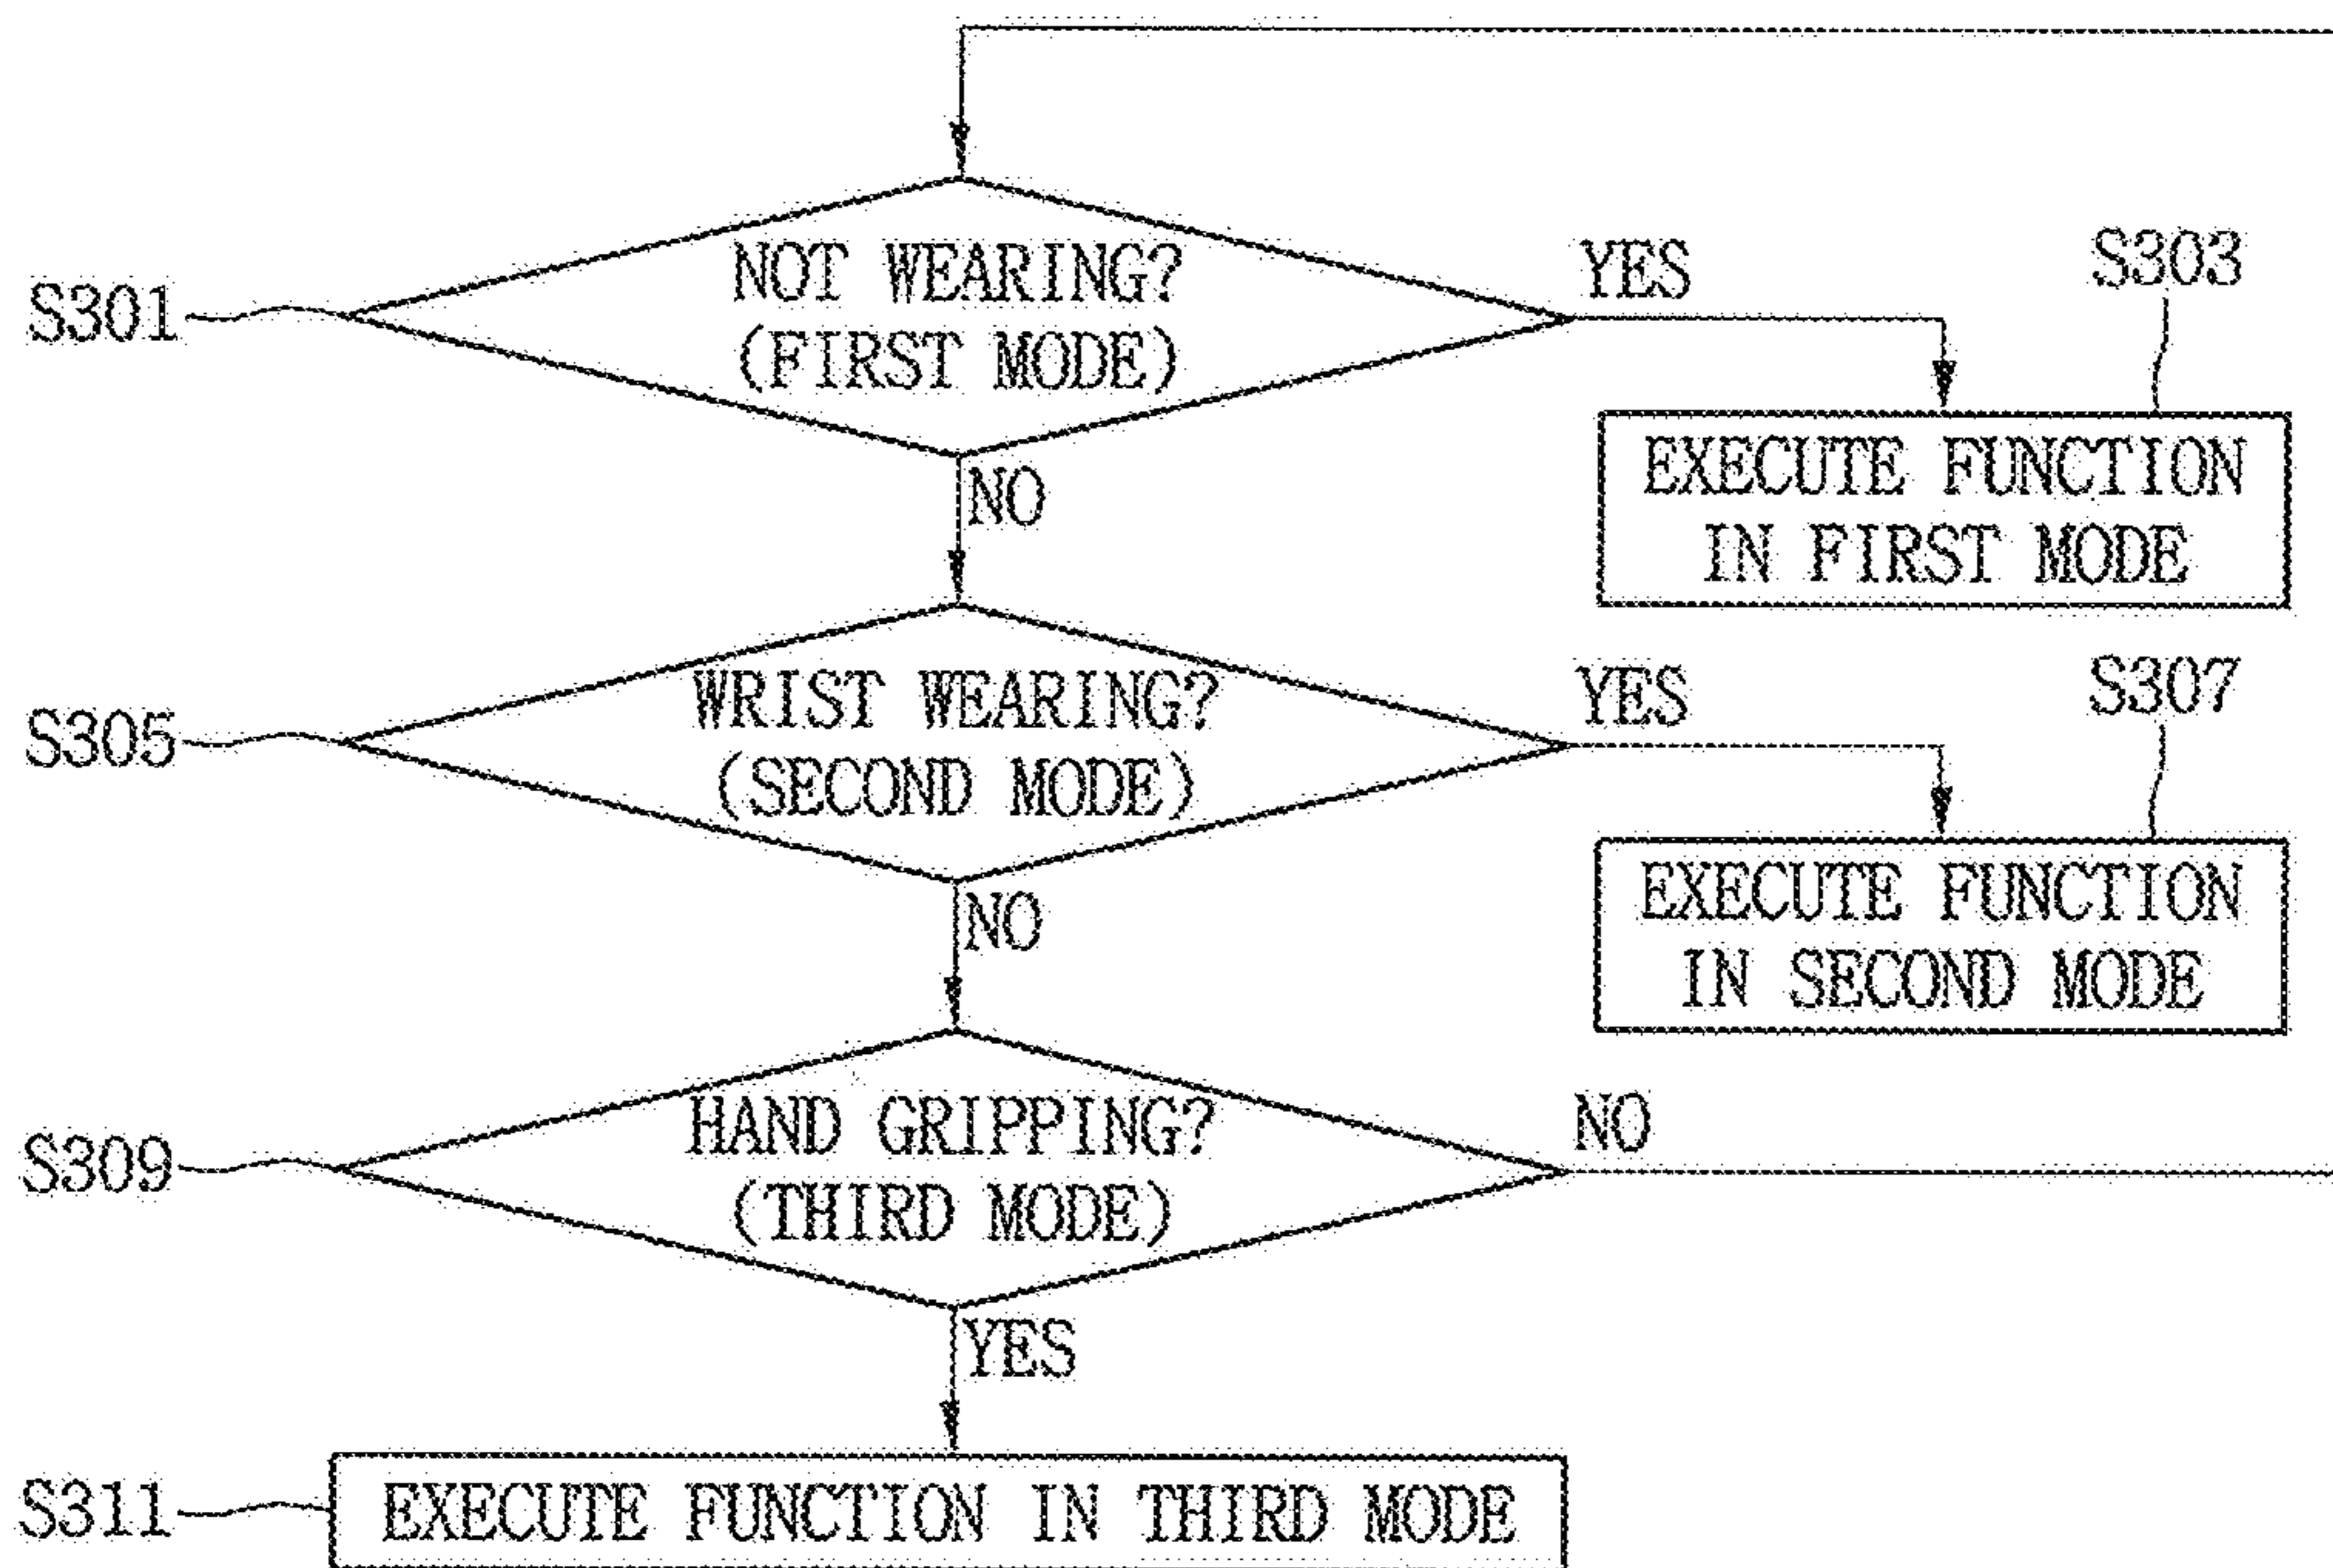 NOT WEARING?
(FIRST MODE)
S301
YES
S303
EXECUTE FUNCTION
IN FIRST MODE
NO
WRIST WEARING?
(SECOND MODE)
S305
YES
S307
EXECUTE FUNCTION
IN SECOND MODE
NO
HAND GRIPPING?
(THIRD MODE)
S309
NO
YES
S311
EXECUTE FUNCTION IN THIRD MODE